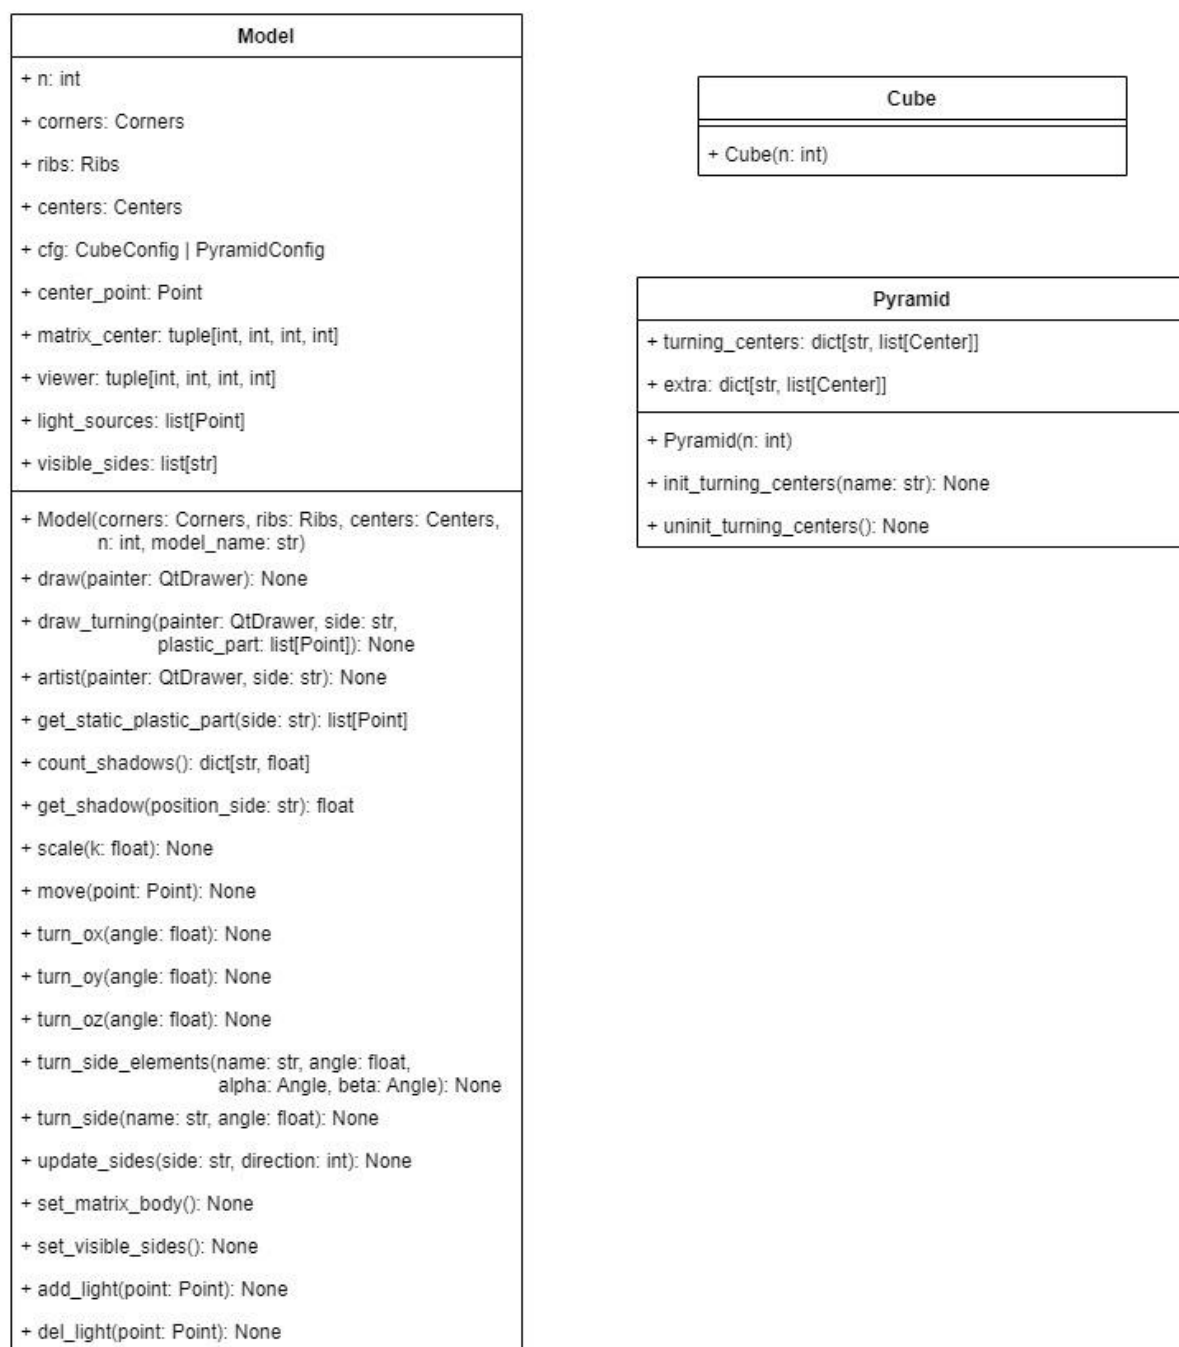 Model
+ n: int
+ corners: Corners
+ ribs: Ribs
+ centers: Centers
+ cfg: CubeConfig | PyramidConfig
+ center_point: Point
+ matrix_center: tuple[int, int, int, int]
+ viewer: tuple[int, int, int, int]
+ light_sources: list[Point]
+ visible_sides: list[str]
+ Model(corners: Corners, ribs: Ribs, centers: Centers,
n: int, model_name: str)
+ draw(painter: QtDrawer): None
+ draw_turning(painter: QtDrawer, side: str,
plastic_part: list[Point]): None
+ artist(painter: QtDrawer, side: str): None
+ get_static_plastic_part(side: str): list[Point]
+ count_shadows(): dict[str, float]
+ get_shadow(position_side: str): float
+ scale(k: float): None
+ move(point: Point): None
+ turn_ox(angle: float): None
+ turn_oy(angle: float): None
+ turn_oz(angle: float): None
+ turn_side_elements(name: str, angle: float,
alpha: Angle, beta: Angle): None
+ turn_side(name: str, angle: float): None
+ update_sides(side: str, direction: int): None
+ set_matrix_body(): None
+ set_visible_sides(): None
+ add_light(point: Point): None
+ del_light(point: Point): None
Cube
+ Cube(n: int)
Pyramid
+ turning_centers: dict[str, list[Center]]
+ extra: dict[str, list[Center]]
+ Pyramid(n: int)
+ init_turning_centers(name: str): None
+ uninit_turning_centers(): None